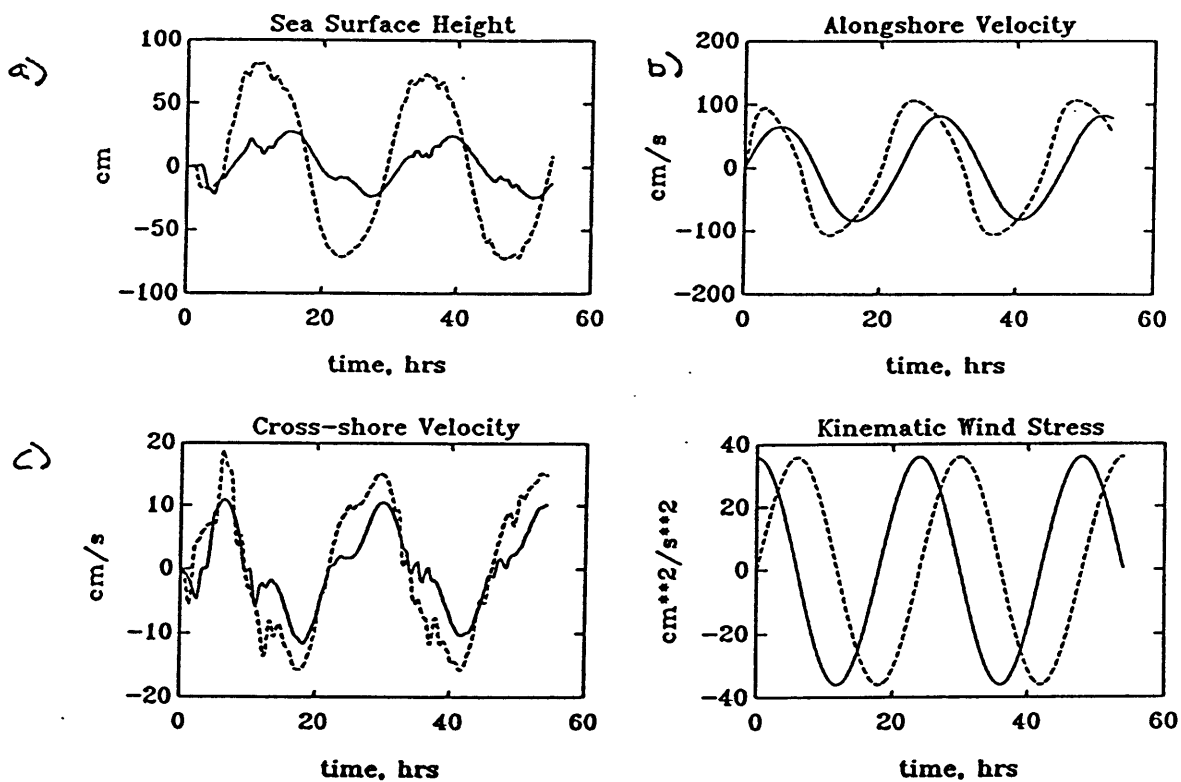 Sea Surface Height
100
50
0
-50
-100
cm
0 20 40 60
time, hrs
Alongshore Velocity
200
100
0
-100
-200
cm/s
0 20 40 60
time, hrs
Cross-shore Velocity
20
10
0
-10
-20
cm/s
0 20 40 60
time, hrs
Kinematic Wind Stress
40
20
0
-20
-40
cm**2/s**2
0 20 40 60
time, hrs